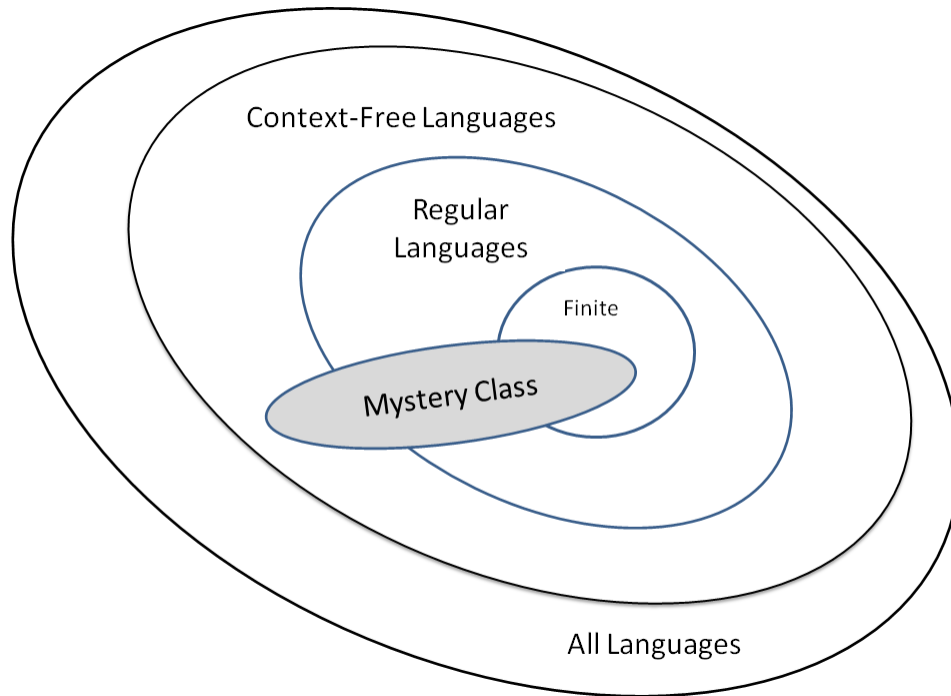 Context-Free Languages
Regular
Languages
Finite
Mystery Class
All Languages